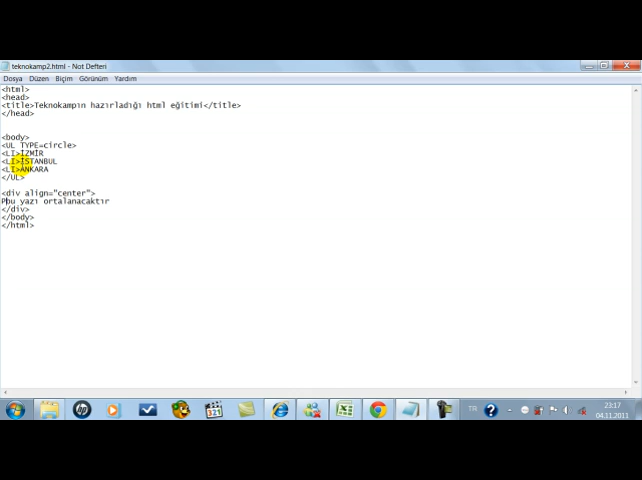 teknokamp2.html - Not Defteri
Dosya Düzen Biçim Görünüm Yardım
<html>
<head>
<title>Teknokampın hazırladığı html eğitimi</title>
</head>
<body>
<UL TYPE=circle>
<LI>İZMİR
<LI>İSTANBUL
<LI>ANKARA
</UL>
<div align="center">
Pbu yazı ortalanacaktır
</div>
</body>
</html>
321
TR
23:17
04.11.2011